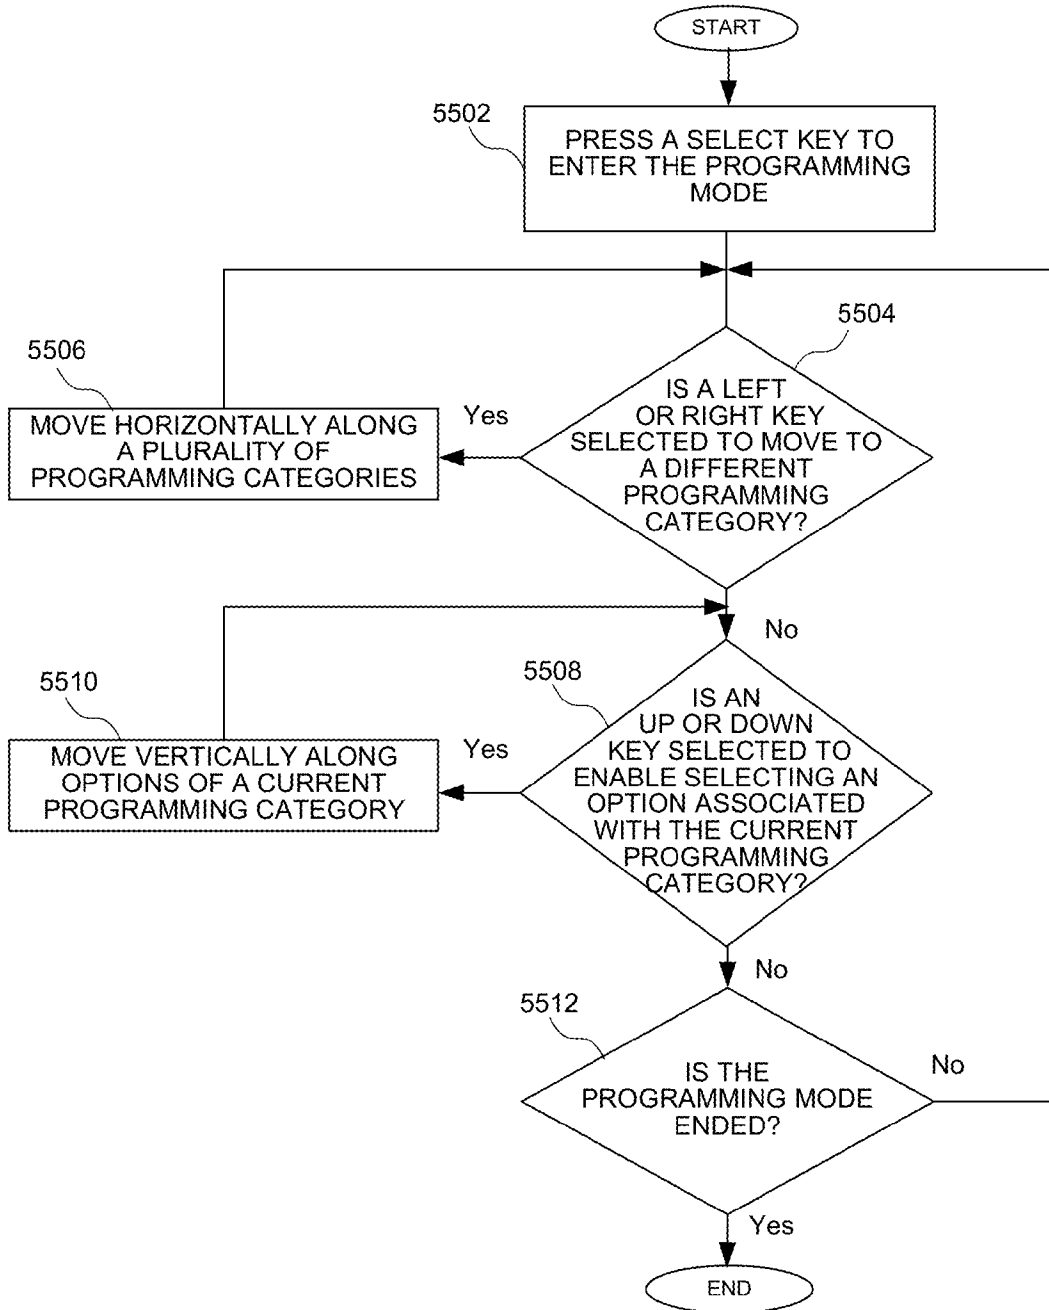 START
5502
PRESS A SELECT KEY TO
ENTER THE PROGRAMMING
MODE
5504
5506
IS A LEFT
OR RIGHT KEY
SELECTED TO MOVE TO
A DIFFERENT
PROGRAMMING
CATEGORY?
Yes
MOVE HORIZONTALLY ALONG
A PLURALITY OF
PROGRAMMING CATEGORIES
No
5508
5510
IS AN
UP OR DOWN
KEY SELECTED TO
ENABLE SELECTING AN
OPTION ASSOCIATED
WITH THE CURRENT
PROGRAMMING
CATEGORY?
Yes
MOVE VERTICALLY ALONG
OPTIONS OF A CURRENT
PROGRAMMING CATEGORY
No
5512
IS THE
PROGRAMMING MODE
ENDED?
No
Yes
END